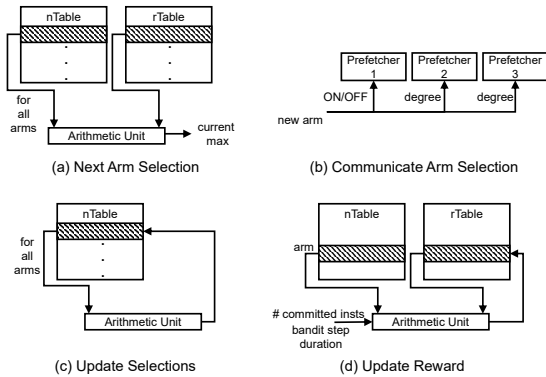 nTable
rTable
for
all
arms
Arithmetic Unit
current
max
(a) Next Arm Selection
Prefetcher
1
Prefetcher
2
Prefetcher
3
ON/OFF
degree
degree
new arm
(b) Communicate Arm Selection
nTable
for
all
arms
Arithmetic Unit
(c) Update Selections
nTable
rTable
arm
# committed insts
bandit step
duration
Arithmetic Unit
(d) Update Reward